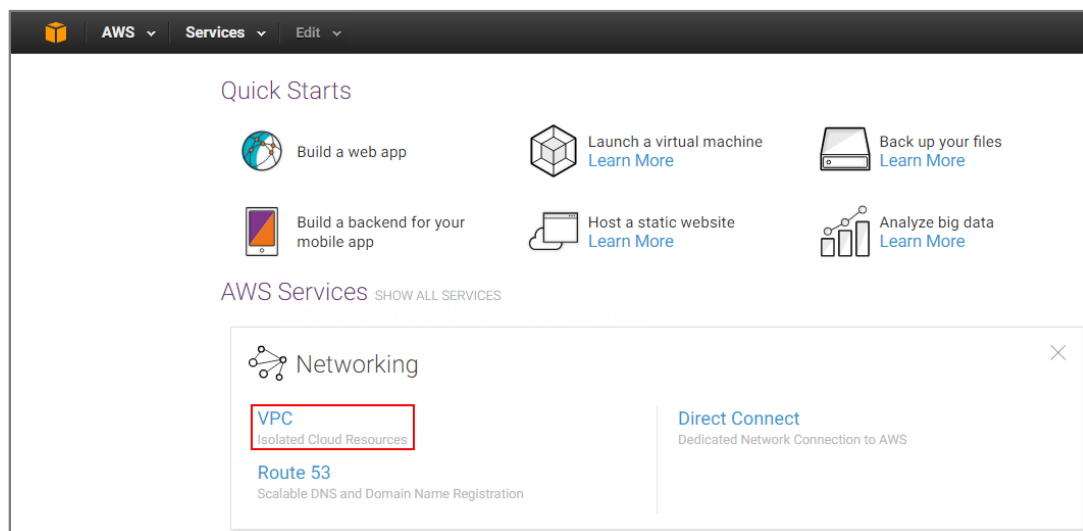 AWS Services Edit
Quick Starts
Build a web app
Launch a virtual machine
Learn More
Back up your files
Learn More
Build a backend for your
mobile app
Host a static website
Learn More
Analyze big data
Learn More
AWS Services SHOW ALL SERVICES
Networking
VPC
Isolated Cloud Resources
Direct Connect
Dedicated Network Connection to AWS
Route 53
Scalable DNS and Domain Name Registration